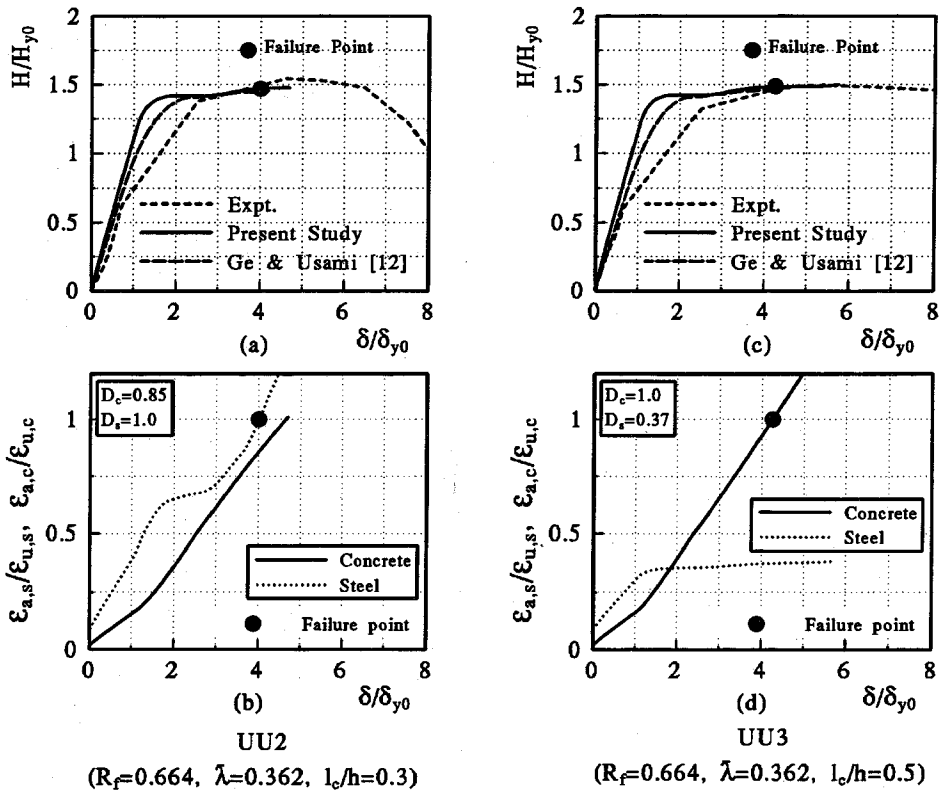 2
1.5
1
0.5
0
H/H_y0
Failure Point
Expt.
Present Study
Ge & Usami [12]
0 2 4 6 8
(a)
δ/δ_y0
2
1.5
1
0.5
0
H/H_y0
Failure Point
Expt.
Present Study
Ge & Usami [12]
0 2 4 6 8
(c)
δ/δ_y0
1
0.5
0
ε_a,s/ε_u,s, ε_a,c/ε_u,c
D_c=0.85
D_s=1.0
Concrete
Steel
Failure point
0 2 4 6 8
(b)
δ/δ_y0
UU2
(R_f=0.664, λ̄=0.362, l_c/h=0.3)
1
0.5
0
ε_a,s/ε_u,s, ε_a,c/ε_u,c
D_c=1.0
D_s=0.37
Concrete
Steel
Failure point
0 2 4 6 8
(d)
δ/δ_y0
UU3
(R_f=0.664, λ̄=0.362, l_c/h=0.5)